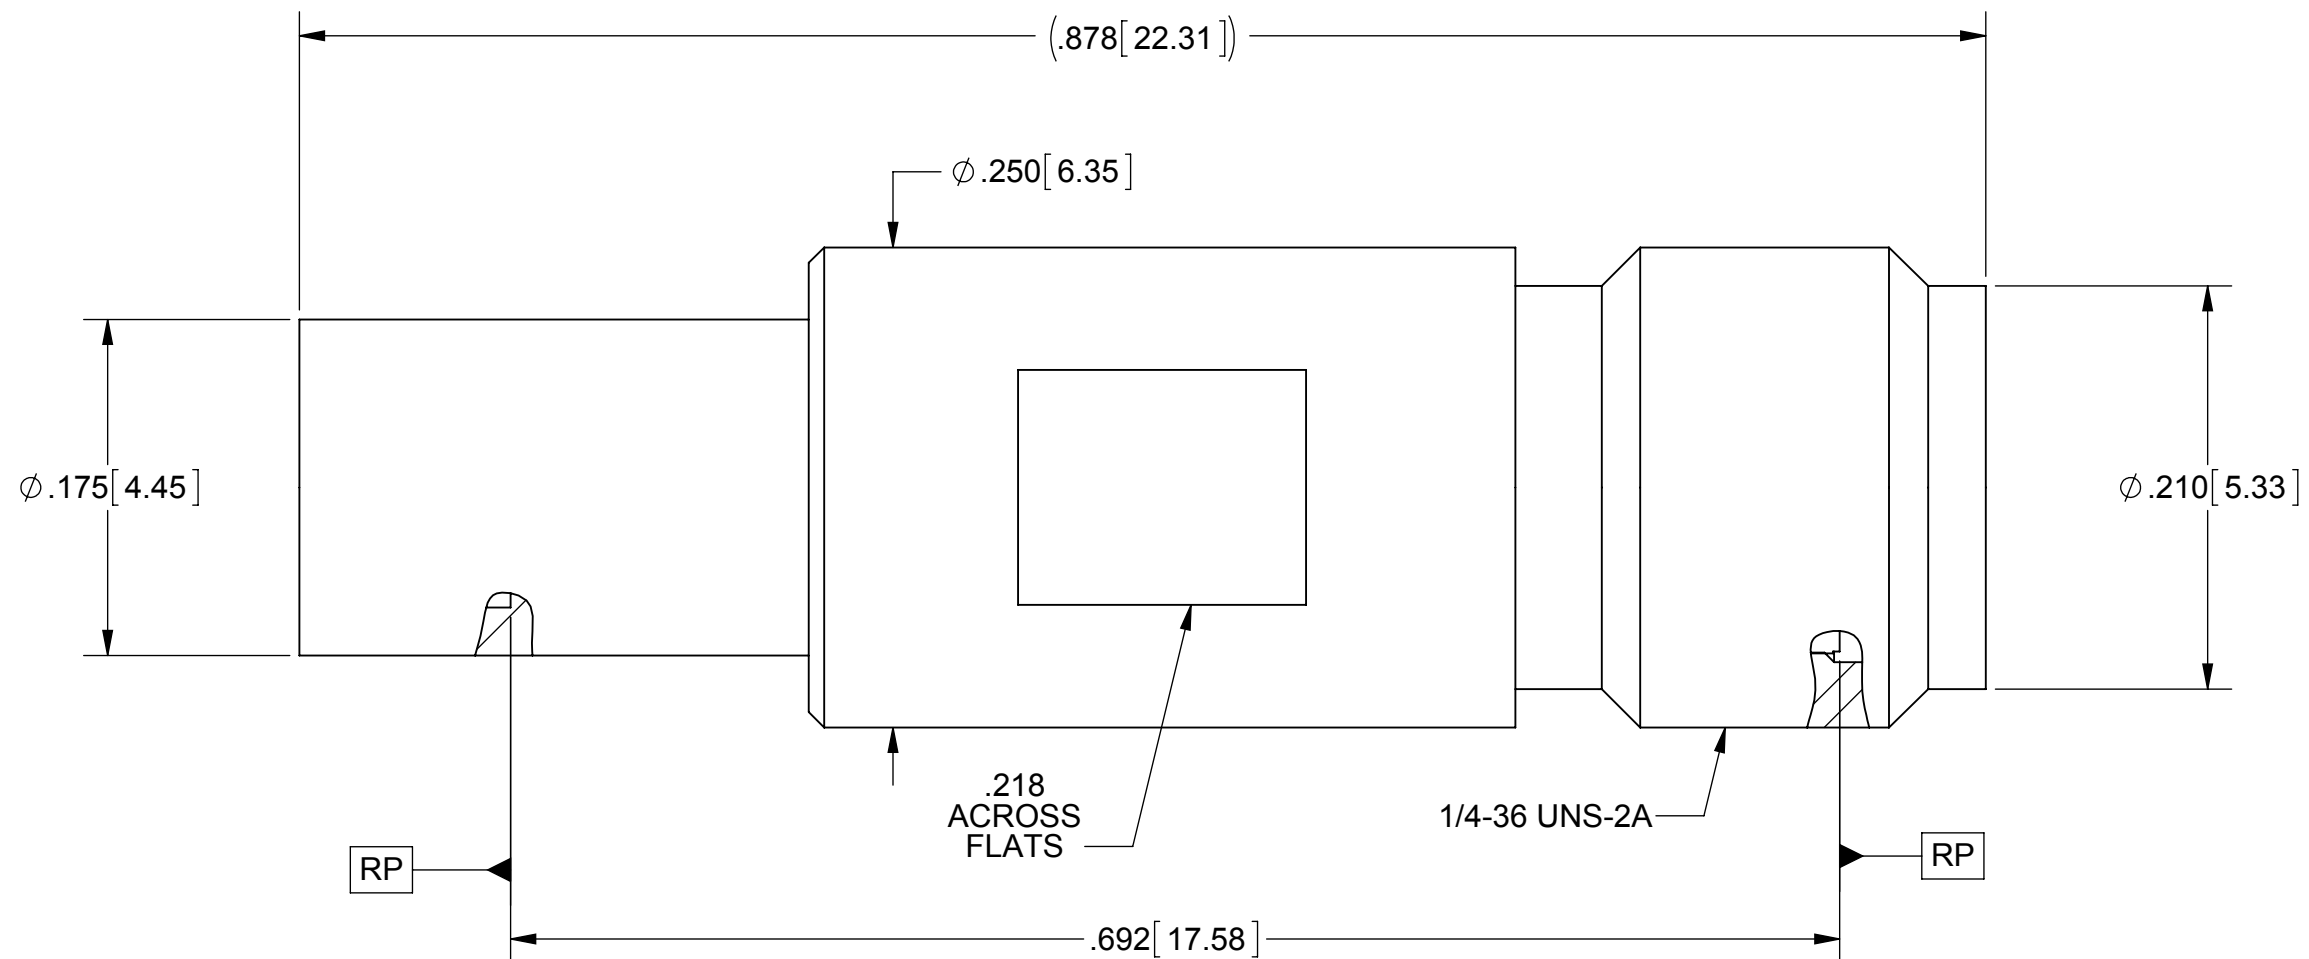 (.878[22.31])
⌀.250[6.35]
⌀.175[4.45]
⌀.210[5.33]
.218
ACROSS
FLATS
1/4-36 UNS-2A
RP
RP
.692[17.58]